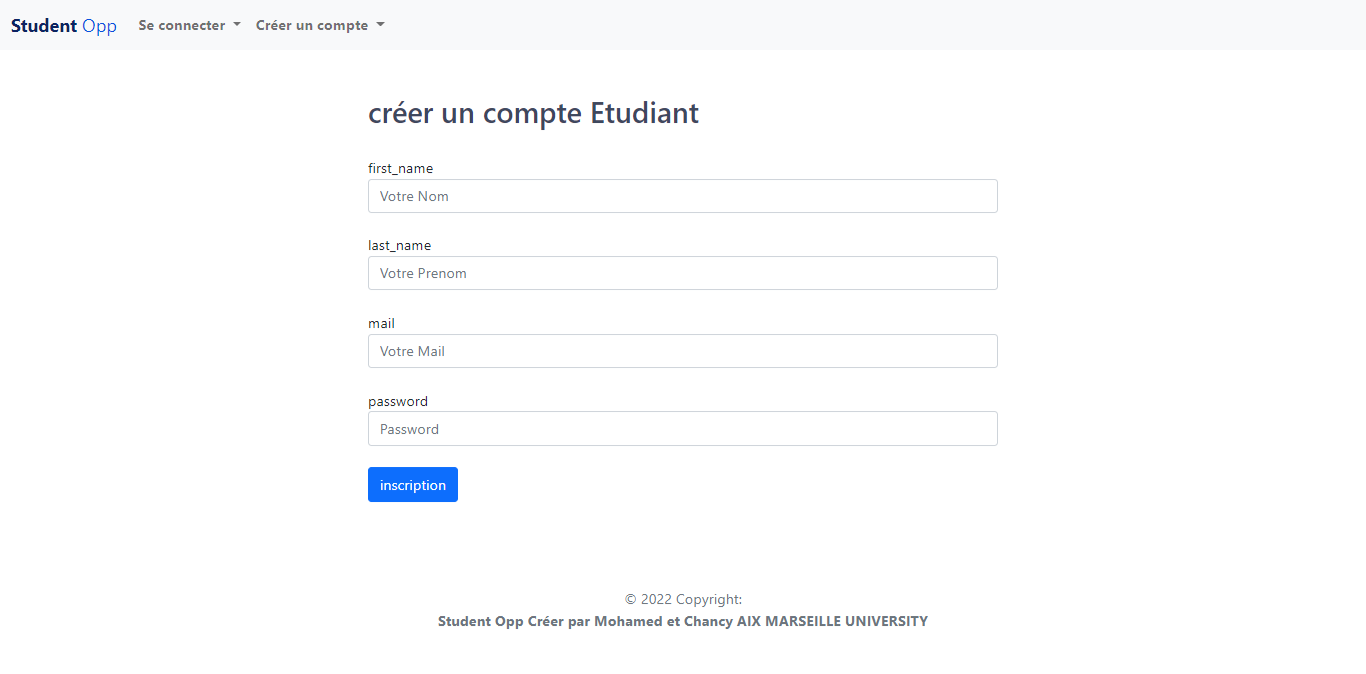 Student Opp Se connecter Créer un compte
créer un compte Etudiant
first_name
Votre Nom
last_name
Votre Prenom
mail
Votre Mail
password
Password
inscription
© 2022 Copyright:
Student Opp Créer par Mohamed et Chancy AIX MARSEILLE UNIVERSITY